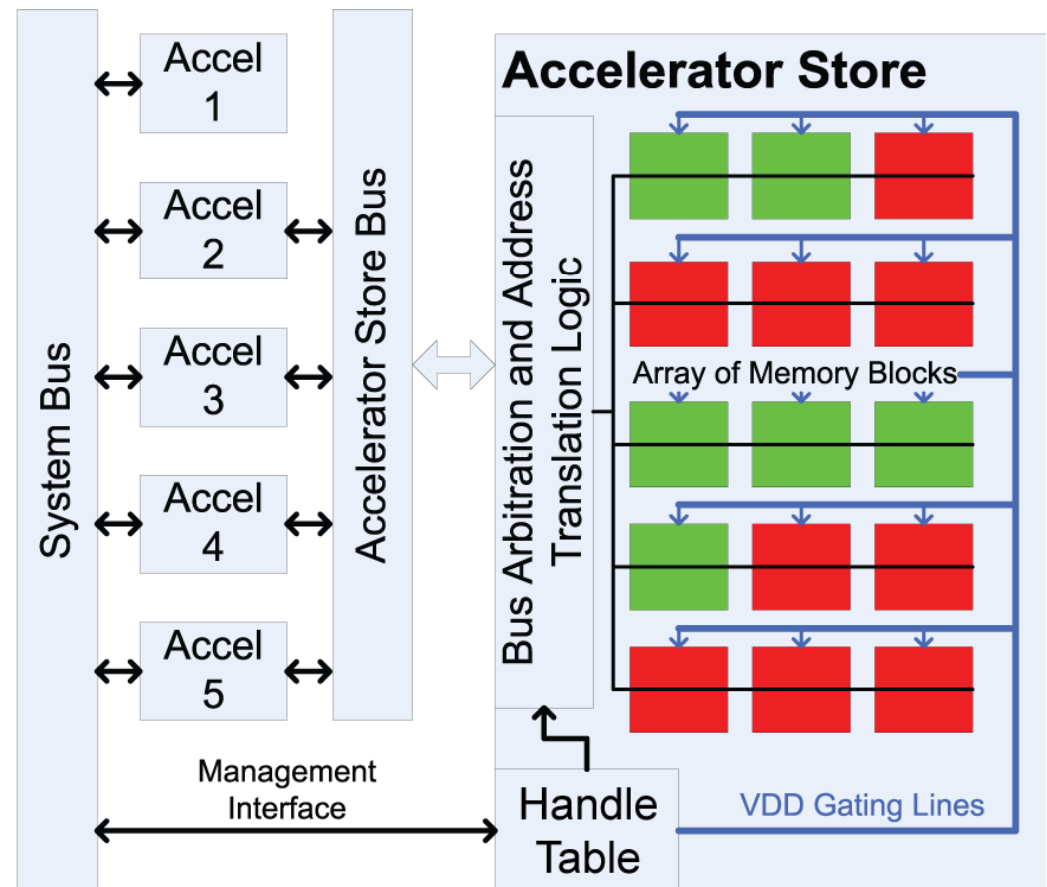 System Bus
Accel
1
Accel
2
Accel
3
Accel
4
Accel
5
Accelerator Store Bus
Accelerator Store
Bus Arbitration and Address
Translation Logic
Array of Memory Blocks
Management
Interface
Handle
Table
VDD Gating Lines